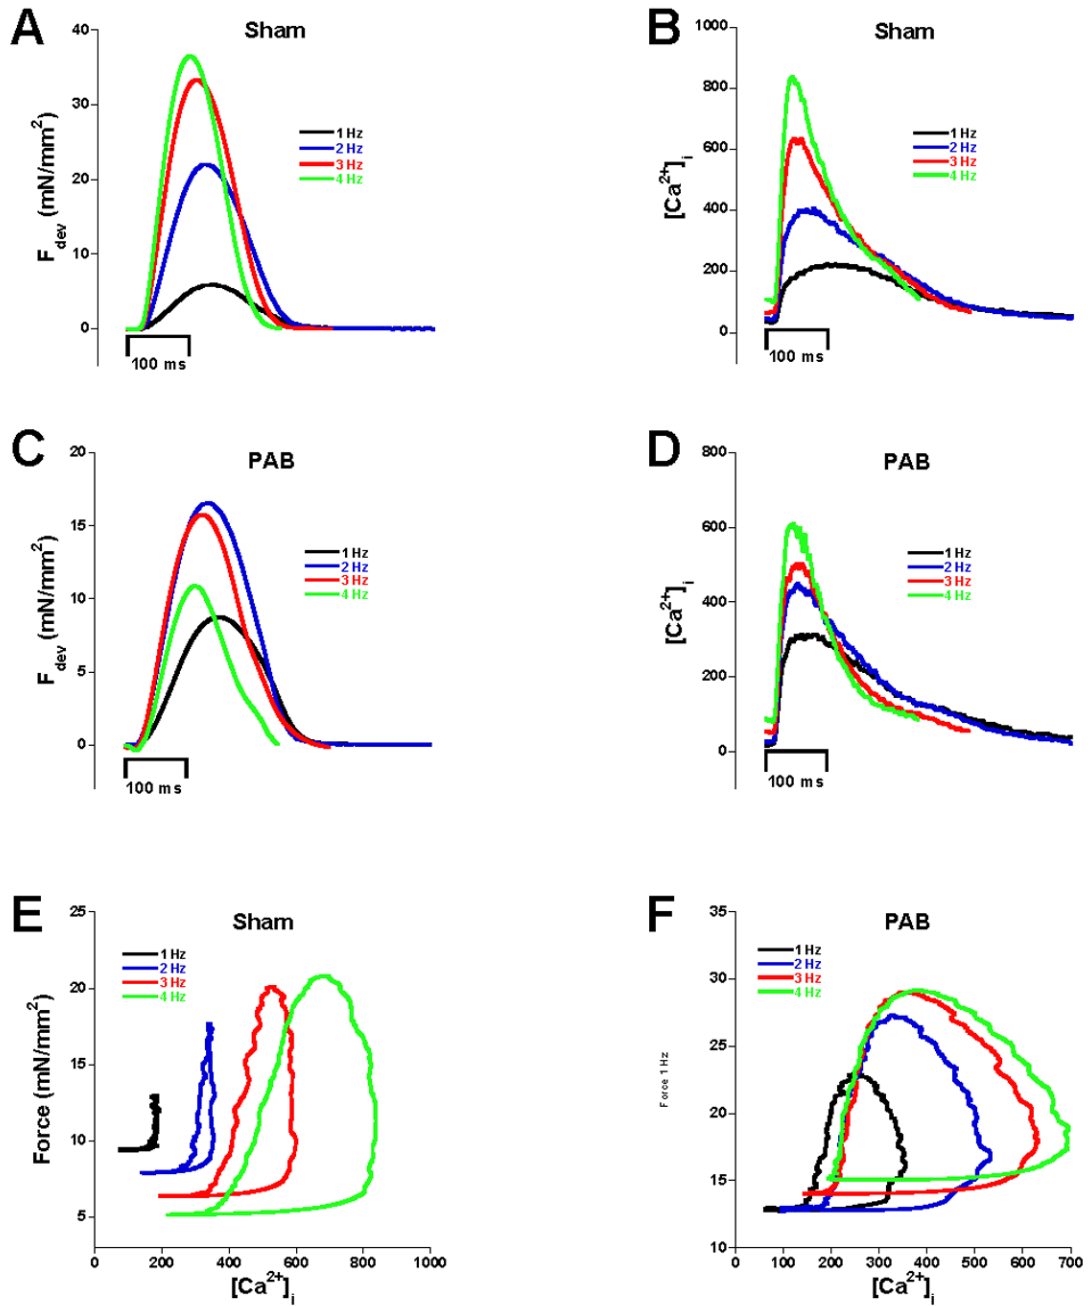 A
Sham
40
30
20
10
0
F_dev (mN/mm²)
1 Hz
2 Hz
3 Hz
4 Hz
100 ms
B
Sham
1000
800
600
400
200
0
[Ca²⁺]_i
1 Hz
2 Hz
3 Hz
4 Hz
100 ms
C
PAB
20
15
10
5
0
F_dev (mN/mm²)
1 Hz
2 Hz
3 Hz
4 Hz
100 ms
D
PAB
800
600
400
200
0
[Ca²⁺]_i
1 Hz
2 Hz
3 Hz
4 Hz
100 ms
E
Sham
25
20
15
10
5
Force (mN/mm²)
1 Hz
2 Hz
3 Hz
4 Hz
0 200 400 600 800 1000
[Ca²⁺]_i
F
PAB
35
30
25
20
15
10
Force 1 Hz
1 Hz
2 Hz
3 Hz
4 Hz
0 100 200 300 400 500 600 700
[Ca²⁺]_i